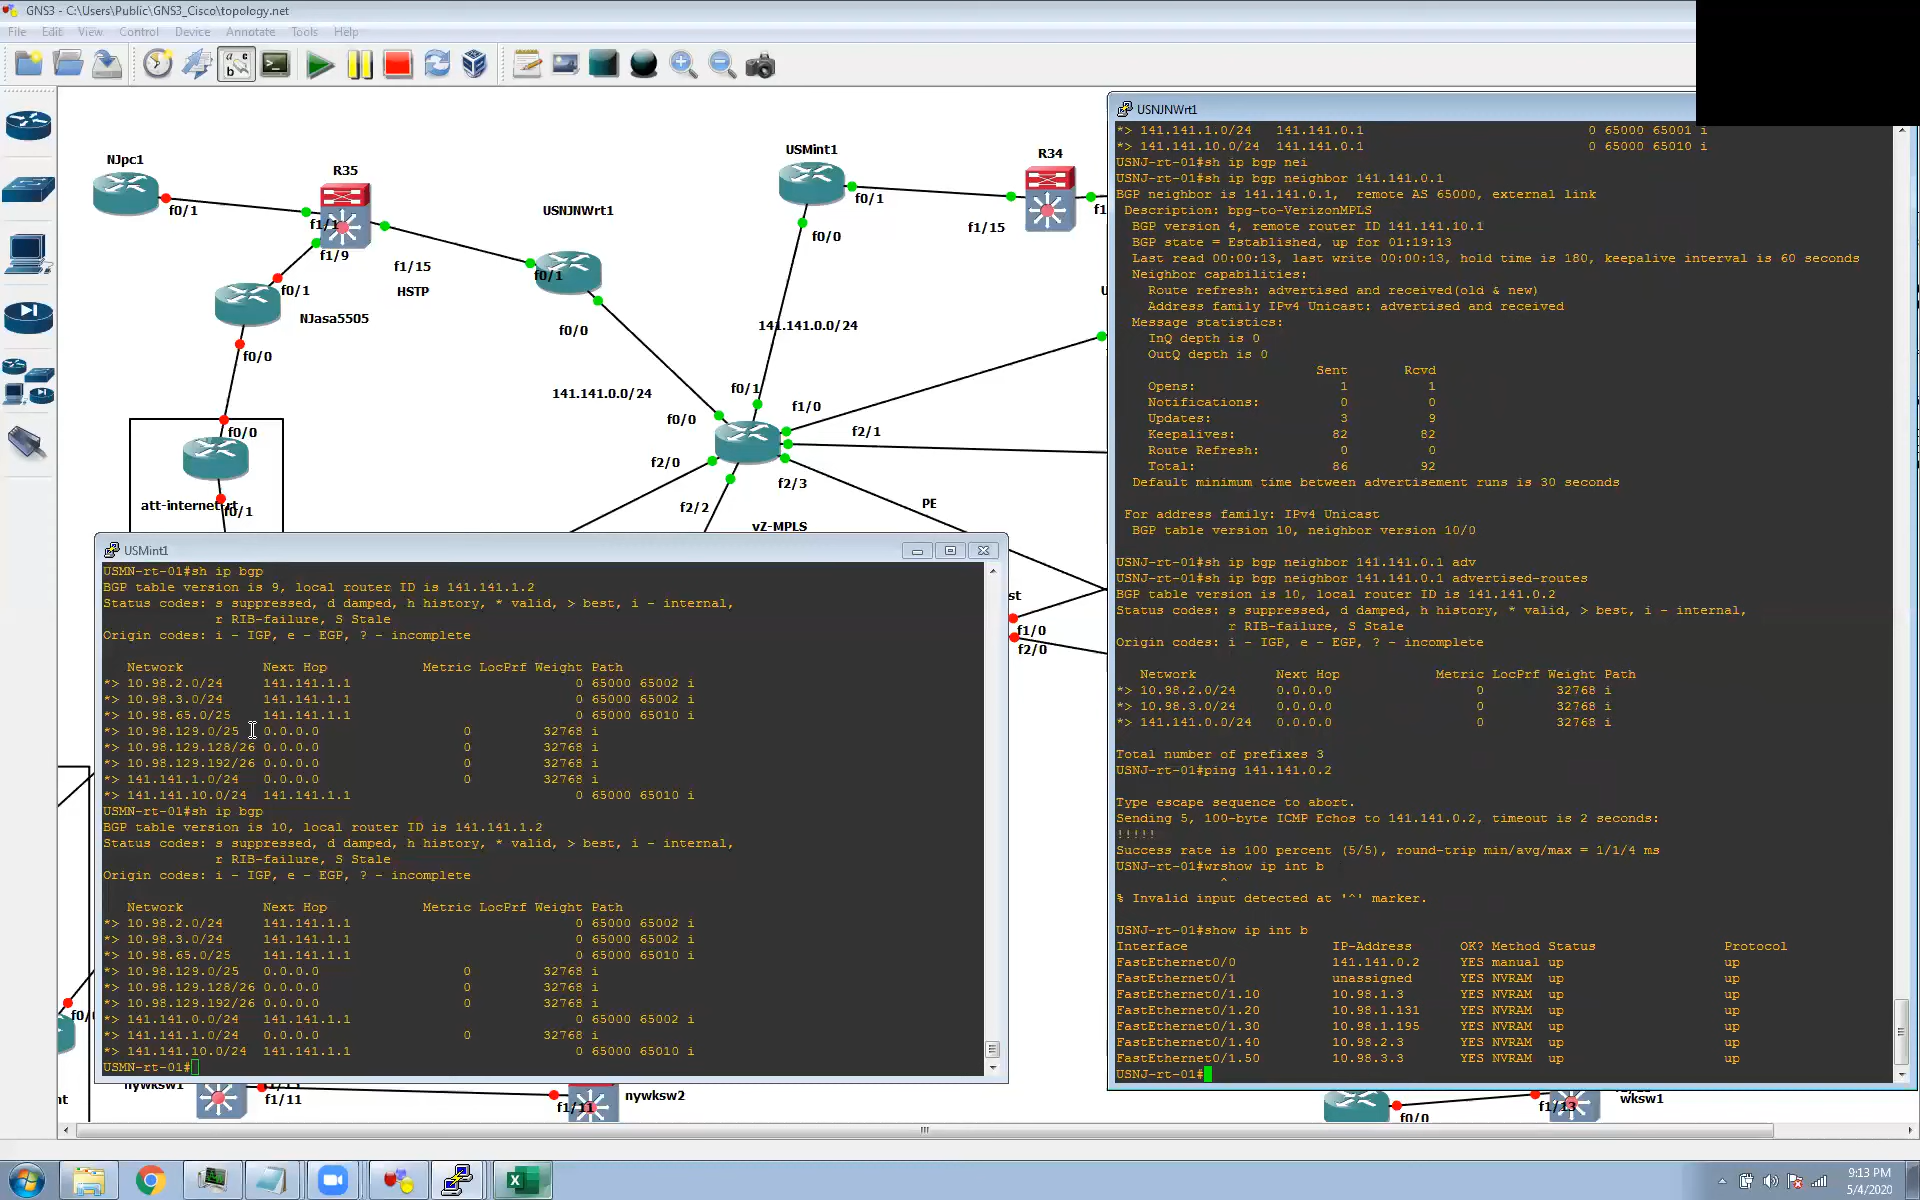 GNS3 - C:\Users\Public\GNS3_Cisco\topology.net
File Edit View Control Device Annotate Tools Help
NJpc1
f0/1
R35
f1/1
f1/9
f1/15
HSTP
f0/1
NJasa5505
f0/0
USNJNWrt1
f0/1
f0/0
141.141.0.0/24
USMint1
f0/1
f0/0
141.141.0.0/24
R34
f1/15
f0/1
f0/0
f1/0
f2/1
f2/0
f2/2
f2/3
vZ-MPLS
PE
f0/0
att-internet-rt
f0/1
st
f1/0
f2/0
nywksw1
f1/11
f1/11
nywksw2
f0/0
f1/13
wksw1
nt
USMint1
USMN-rt-01#sh ip bgp
BGP table version is 9, local router ID is 141.141.1.2
Status codes: s suppressed, d damped, h history, * valid, > best, i - internal,
r RIB-failure, S Stale
Origin codes: i - IGP, e - EGP, ? - incomplete
Network Next Hop Metric LocPrf Weight Path
*> 10.98.2.0/24 141.141.1.1 0 65000 65002 i
*> 10.98.3.0/24 141.141.1.1 0 65000 65002 i
*> 10.98.65.0/25 141.141.1.1 0 65000 65010 i
*> 10.98.129.0/25 0.0.0.0 0 32768 i
*> 10.98.129.128/26 0.0.0.0 0 32768 i
*> 10.98.129.192/26 0.0.0.0 0 32768 i
*> 141.141.1.0/24 0.0.0.0 0 32768 i
*> 141.141.10.0/24 141.141.1.1 0 65000 65010 i
USMN-rt-01#sh ip bgp
BGP table version is 10, local router ID is 141.141.1.2
Status codes: s suppressed, d damped, h history, * valid, > best, i - internal,
r RIB-failure, S Stale
Origin codes: i - IGP, e - EGP, ? - incomplete
Network Next Hop Metric LocPrf Weight Path
*> 10.98.2.0/24 141.141.1.1 0 65000 65002 i
*> 10.98.3.0/24 141.141.1.1 0 65000 65002 i
*> 10.98.65.0/25 141.141.1.1 0 65000 65010 i
*> 10.98.129.0/25 0.0.0.0 0 32768 i
*> 10.98.129.128/26 0.0.0.0 0 32768 i
*> 10.98.129.192/26 0.0.0.0 0 32768 i
*> 141.141.0.0/24 141.141.1.1 0 65000 65002 i
*> 141.141.1.0/24 0.0.0.0 0 32768 i
*> 141.141.10.0/24 141.141.1.1 0 65000 65010 i
USMN-rt-01#
USNJNWrt1
*> 141.141.1.0/24 141.141.0.1 0 65000 65001 i
*> 141.141.10.0/24 141.141.0.1 0 65000 65010 i
USNJ-rt-01#sh ip bgp nei
USNJ-rt-01#sh ip bgp neighbor 141.141.0.1
BGP neighbor is 141.141.0.1, remote AS 65000, external link
Description: bpg-to-VerizonMPLS
BGP version 4, remote router ID 141.141.10.1
BGP state = Established, up for 01:19:13
Last read 00:00:13, last write 00:00:13, hold time is 180, keepalive interval is 60 seconds
Neighbor capabilities:
Route refresh: advertised and received(old & new)
Address family IPv4 Unicast: advertised and received
Message statistics:
InQ depth is 0
OutQ depth is 0
Sent Rcvd
Opens: 1 1
Notifications: 0 0
Updates: 3 9
Keepalives: 82 82
Route Refresh: 0 0
Total: 86 92
Default minimum time between advertisement runs is 30 seconds
For address family: IPv4 Unicast
BGP table version 10, neighbor version 10/0
USNJ-rt-01#sh ip bgp neighbor 141.141.0.1 adv
USNJ-rt-01#sh ip bgp neighbor 141.141.0.1 advertised-routes
BGP table version is 10, local router ID is 141.141.0.2
Status codes: s suppressed, d damped, h history, * valid, > best, i - internal,
r RIB-failure, S Stale
Origin codes: i - IGP, e - EGP, ? - incomplete
Network Next Hop Metric LocPrf Weight Path
*> 10.98.2.0/24 0.0.0.0 0 32768 i
*> 10.98.3.0/24 0.0.0.0 0 32768 i
*> 141.141.0.0/24 0.0.0.0 0 32768 i
Total number of prefixes 3
USNJ-rt-01#ping 141.141.0.2
Type escape sequence to abort.
Sending 5, 100-byte ICMP Echos to 141.141.0.2, timeout is 2 seconds:
!!!!!
Success rate is 100 percent (5/5), round-trip min/avg/max = 1/1/4 ms
USNJ-rt-01#wrshow ip int b
^
% Invalid input detected at '^' marker.
USNJ-rt-01#show ip int b
Interface IP-Address OK? Method Status Protocol
FastEthernet0/0 141.141.0.2 YES manual up up
FastEthernet0/1 unassigned YES NVRAM up up
FastEthernet0/1.10 10.98.1.3 YES NVRAM up up
FastEthernet0/1.20 10.98.1.131 YES NVRAM up up
FastEthernet0/1.30 10.98.1.195 YES NVRAM up up
FastEthernet0/1.40 10.98.2.3 YES NVRAM up up
FastEthernet0/1.50 10.98.3.3 YES NVRAM up up
USNJ-rt-01#
9:13 PM
5/4/2020